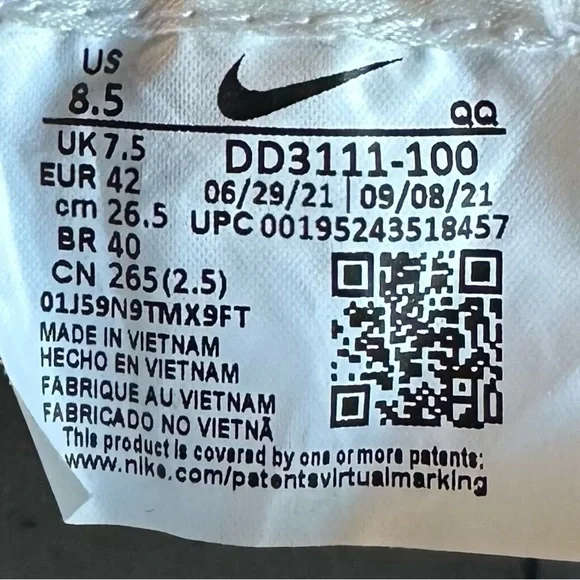 US
8.5
QQ
UK 7.5
EUR 42
cm 26.5
BR 40
CN 265(2.5)
01J59N9TMX9FT
DD3111-100
06/29/21 | 09/08/21
UPC 00195243518457
MADE IN VIETNAM
HECHO EN VIETNAM
FABRIQUE AU VIETNAM
FABRICADO NO VIETNÃ
This product is covered by one or more patents:
www.nike.com/patentsvirtualmarking